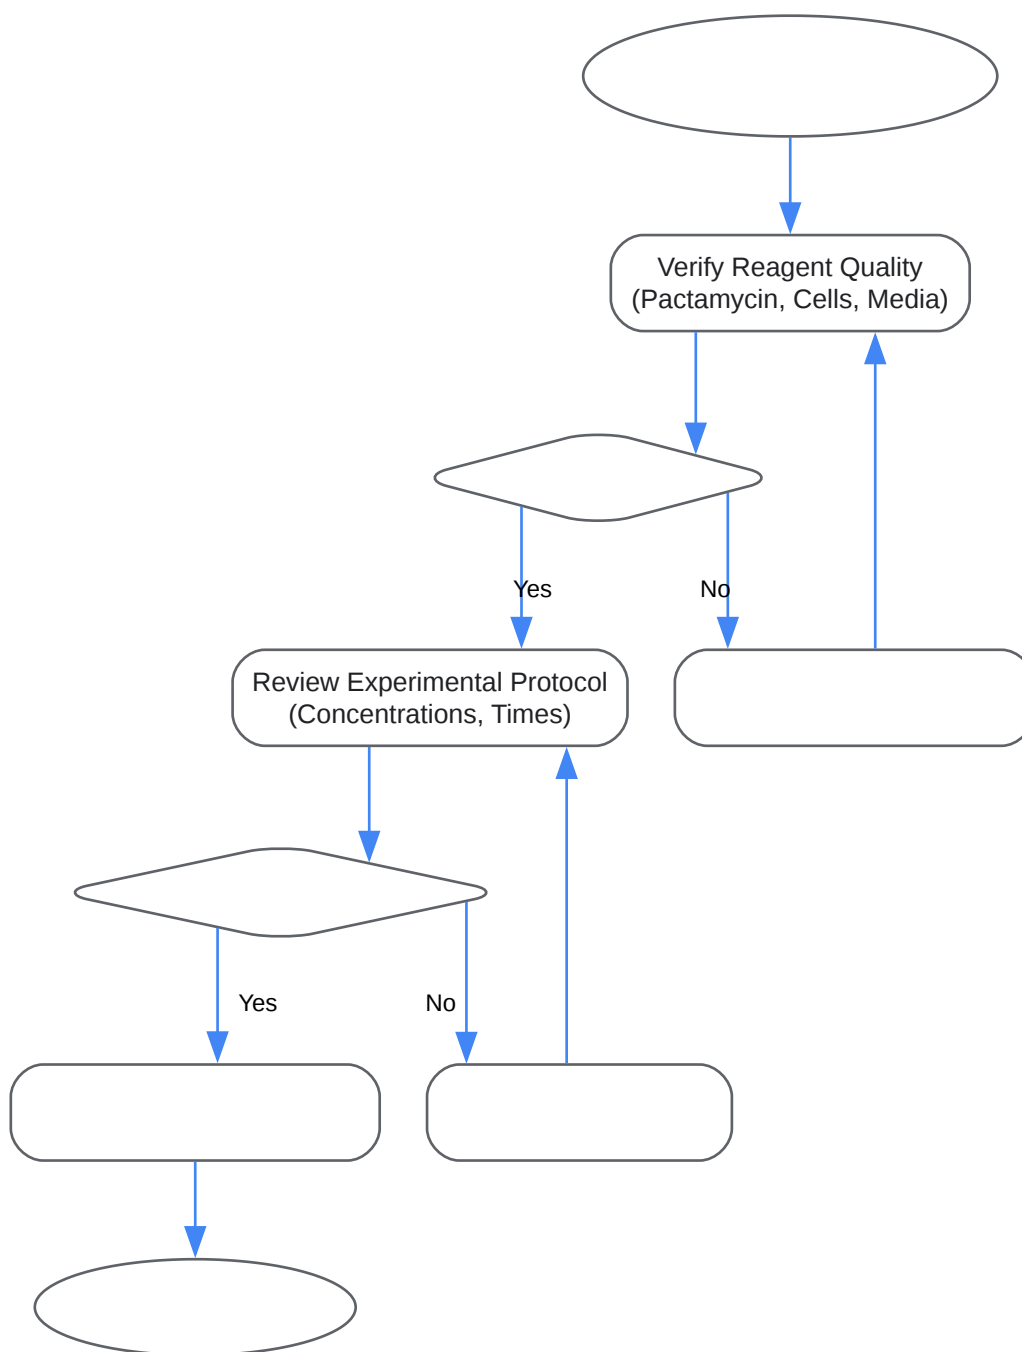 Verify Reagent Quality
(Pactamycin, Cells, Media)
Yes
No
Review Experimental Protocol
(Concentrations, Times)
Yes
No